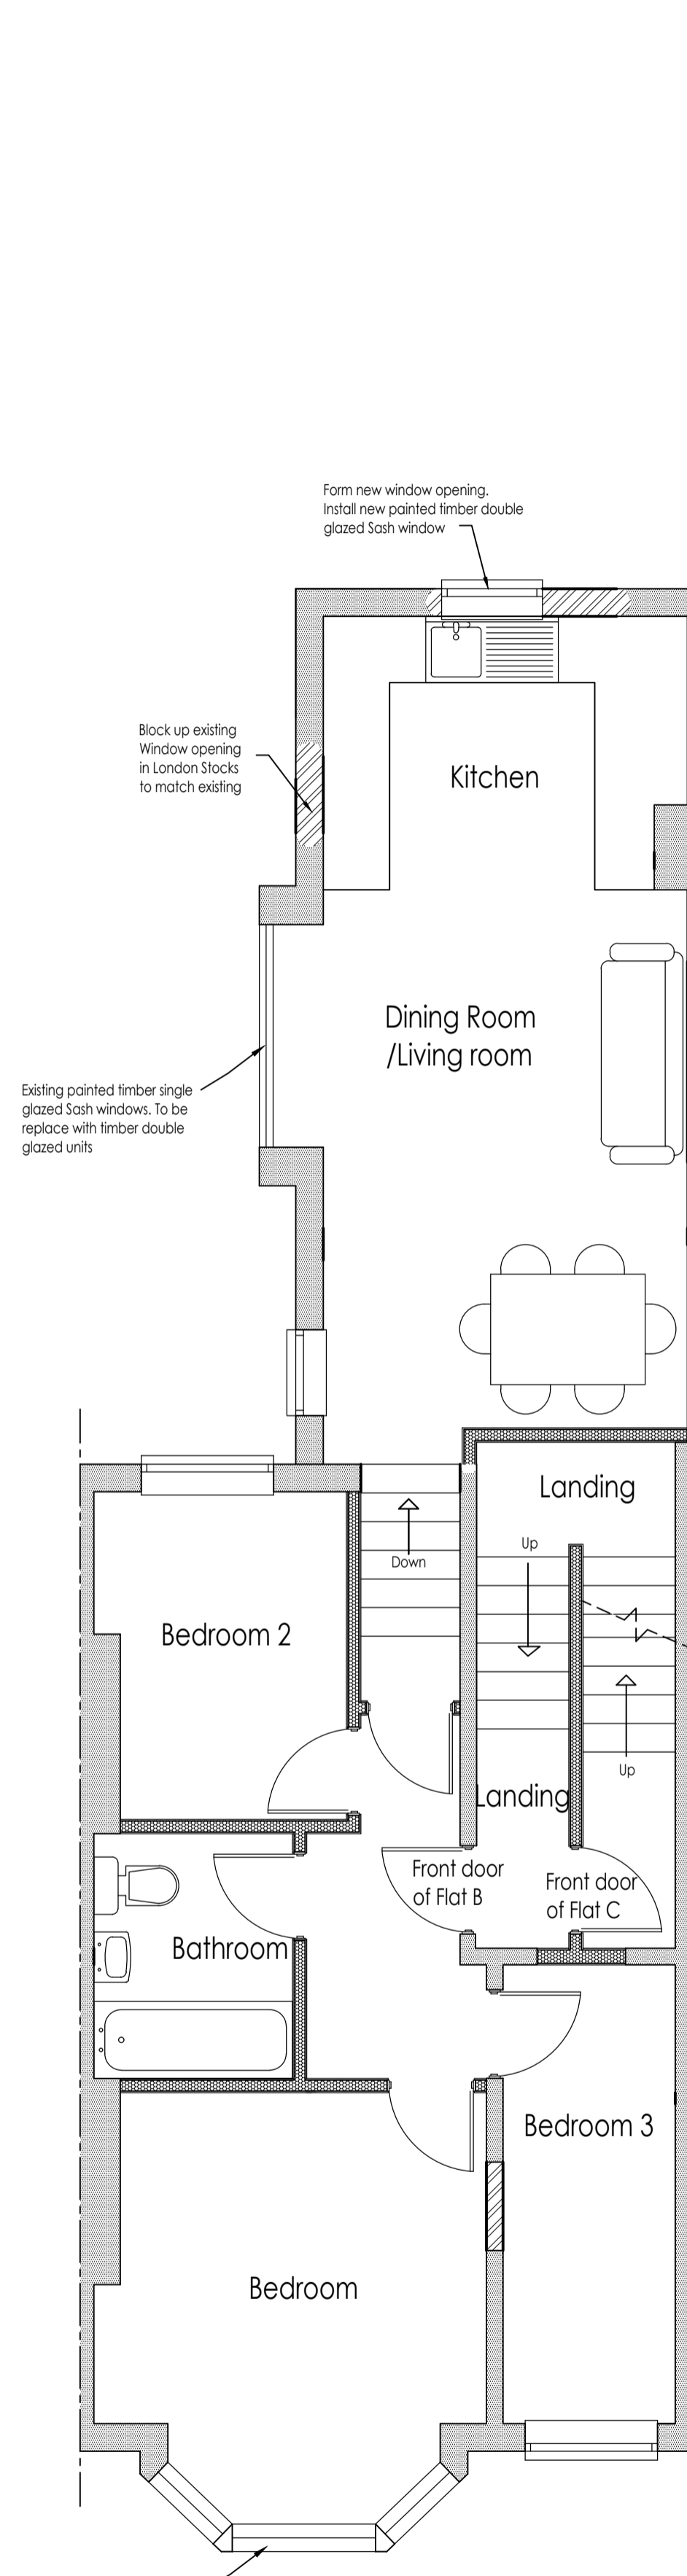 Form new window opening.
Install new painted timber double
glazed Sash window
Block up existing
Window opening
in London Stocks
to match existing
Kitchen
Dining Room
/Living room
Existing painted timber single
glazed Sash windows. To be
replace with timber double
glazed units
Landing
Up
Down
Bedroom 2
Up
Landing
Front door
of Flat B
Front door
of Flat C
Bathroom
Bedroom 3
Bedroom